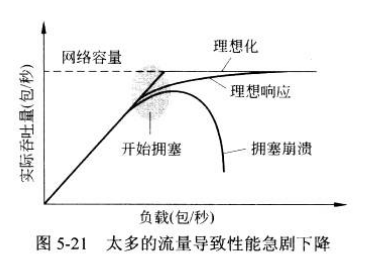 理想化
网络容量
理想响应
实际吞吐量(包/秒)
开始拥塞
拥塞崩溃
负载(包/秒)
图 5-21 太多的流量导致性能急剧下降